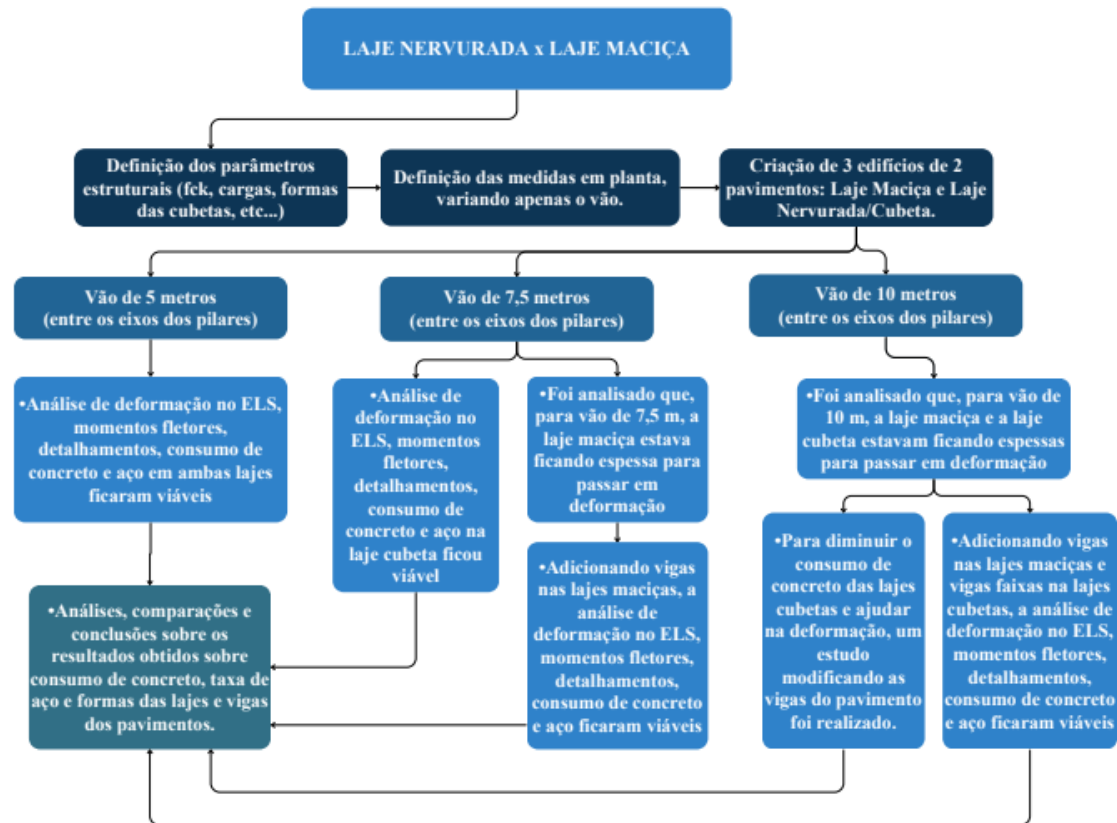 LAJE NERVURADA x LAJE MACIÇA
Definição dos parâmetros
estruturais (fck, cargas, formas
das cubetas, etc...)
Definição das medidas em planta,
variando apenas o vão.
Criação de 3 edifícios de 2
pavimentos: Laje Maciça e Laje
Nervurada/Cubeta.
Vão de 5 metros
(entre os eixos dos pilares)
Vão de 7,5 metros
(entre os eixos dos pilares)
Vão de 10 metros
(entre os eixos dos pilares)
•Análise de deformação no ELS,
momentos fletores,
detalhamentos, consumo de
concreto e aço em ambas lajes
ficaram viáveis
•Análise de
deformação no
ELS, momentos
fletores,
detalhamentos,
consumo de
concreto e aço na
laje cubeta ficou
viável
•Foi analisado que,
para vão de 7,5 m,
a laje maciça estava
ficando espessa para
passar em
deformação
•Foi analisado que, para vão de
10 m, a laje maciça e a laje
cubeta estavam ficando espessas
para passar em deformação
•Adicionando vigas
nas lajes maciças, a
análise de
deformação no ELS,
momentos fletores,
detalhamentos,
consumo de concreto
e aço ficaram viáveis
•Para diminuir o
consumo de
concreto das lajes
cubetas e ajudar
na deformação, um
estudo
modificando as
vigas do pavimento
foi realizado.
•Adicionando vigas
nas lajes maciças e
vigas faixas na lajes
cubetas, a análise de
deformação no ELS,
momentos fletores,
detalhamentos,
consumo de concreto
e aço ficaram viáveis
•Análises, comparações e
conclusões sobre os
resultados obtidos sobre
consumo de concreto, taxa de
aço e formas das lajes e vigas
dos pavimentos.